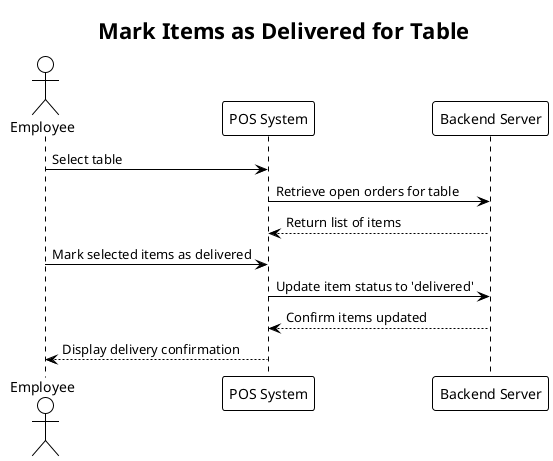 Mark Items as Delivered for Table
Employee
POS System
Backend Server
Select table
Retrieve open orders for table
Return list of items
Mark selected items as delivered
Update item status to 'delivered'
Confirm items updated
Display delivery confirmation
Employee
POS System
Backend Server